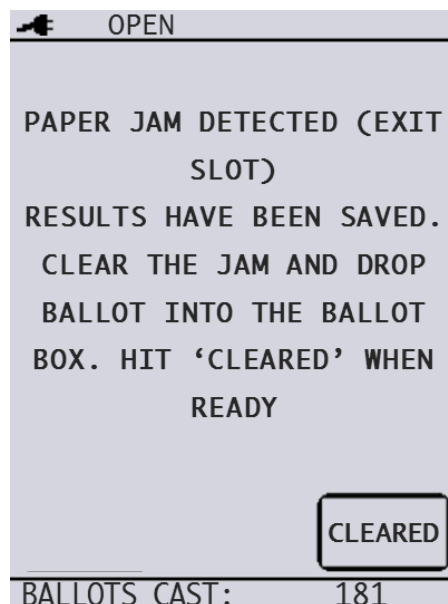 OPEN
PAPER JAM DETECTED (EXIT
SLOT)
RESULTS HAVE BEEN SAVED.
CLEAR THE JAM AND DROP
BALLOT INTO THE BALLOT
BOX. HIT ‘CLEARED’ WHEN
READY
CLEARED
BALLOTS CAST: 181